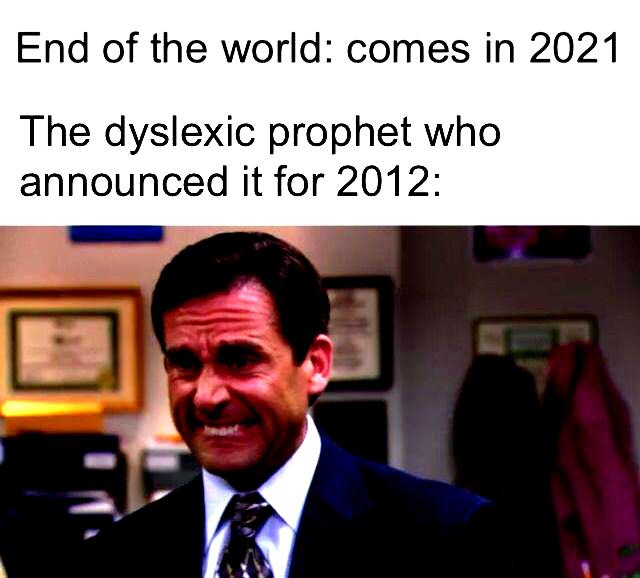 End of the world: comes in 2021
The dyslexic prophet who
announced it for 2012: